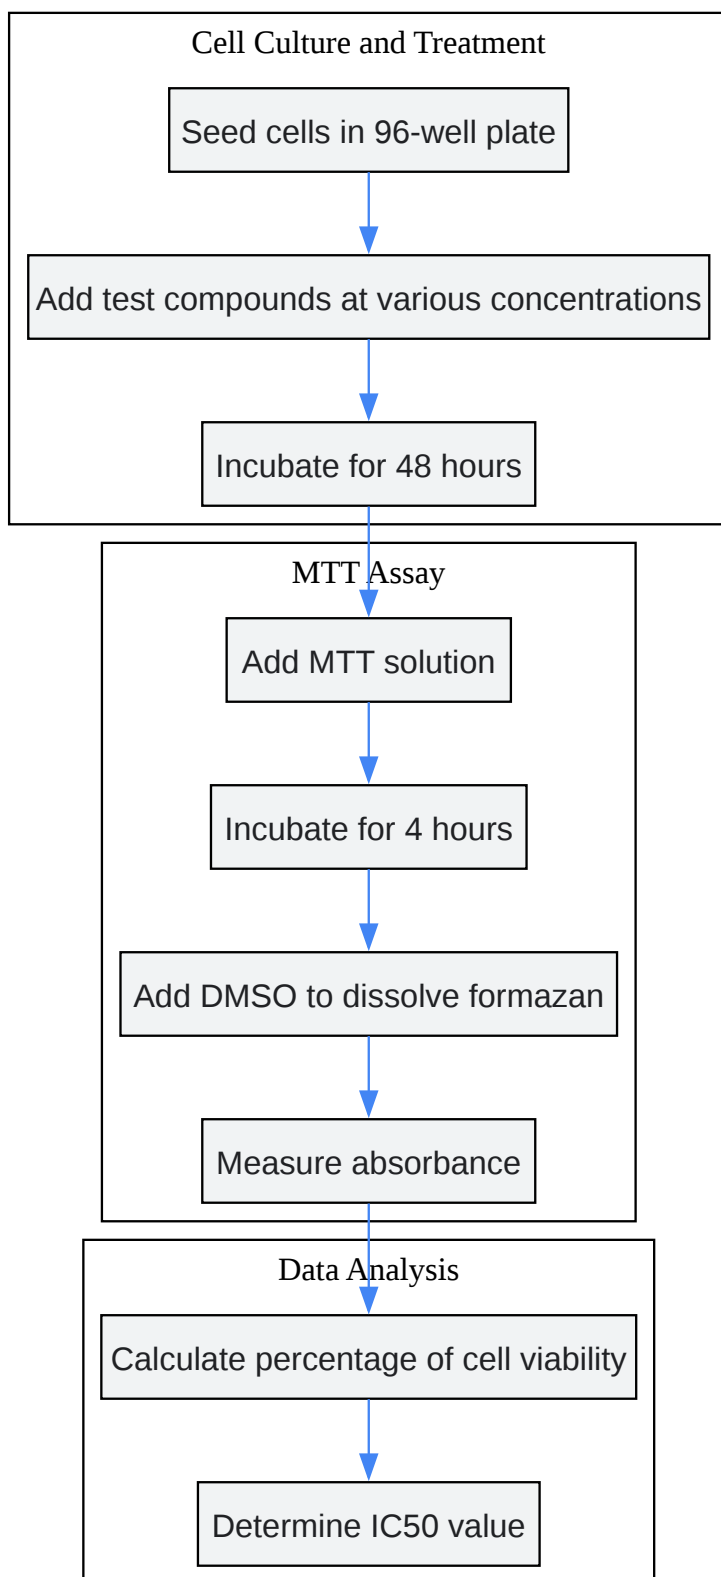 Cell Culture and Treatment
Seed cells in 96-well plate
Add test compounds at various concentrations
Incubate for 48 hours
MTT Assay
Add MTT solution
Incubate for 4 hours
Add DMSO to dissolve formazan
Measure absorbance
Data Analysis
Calculate percentage of cell viability
Determine IC50 value